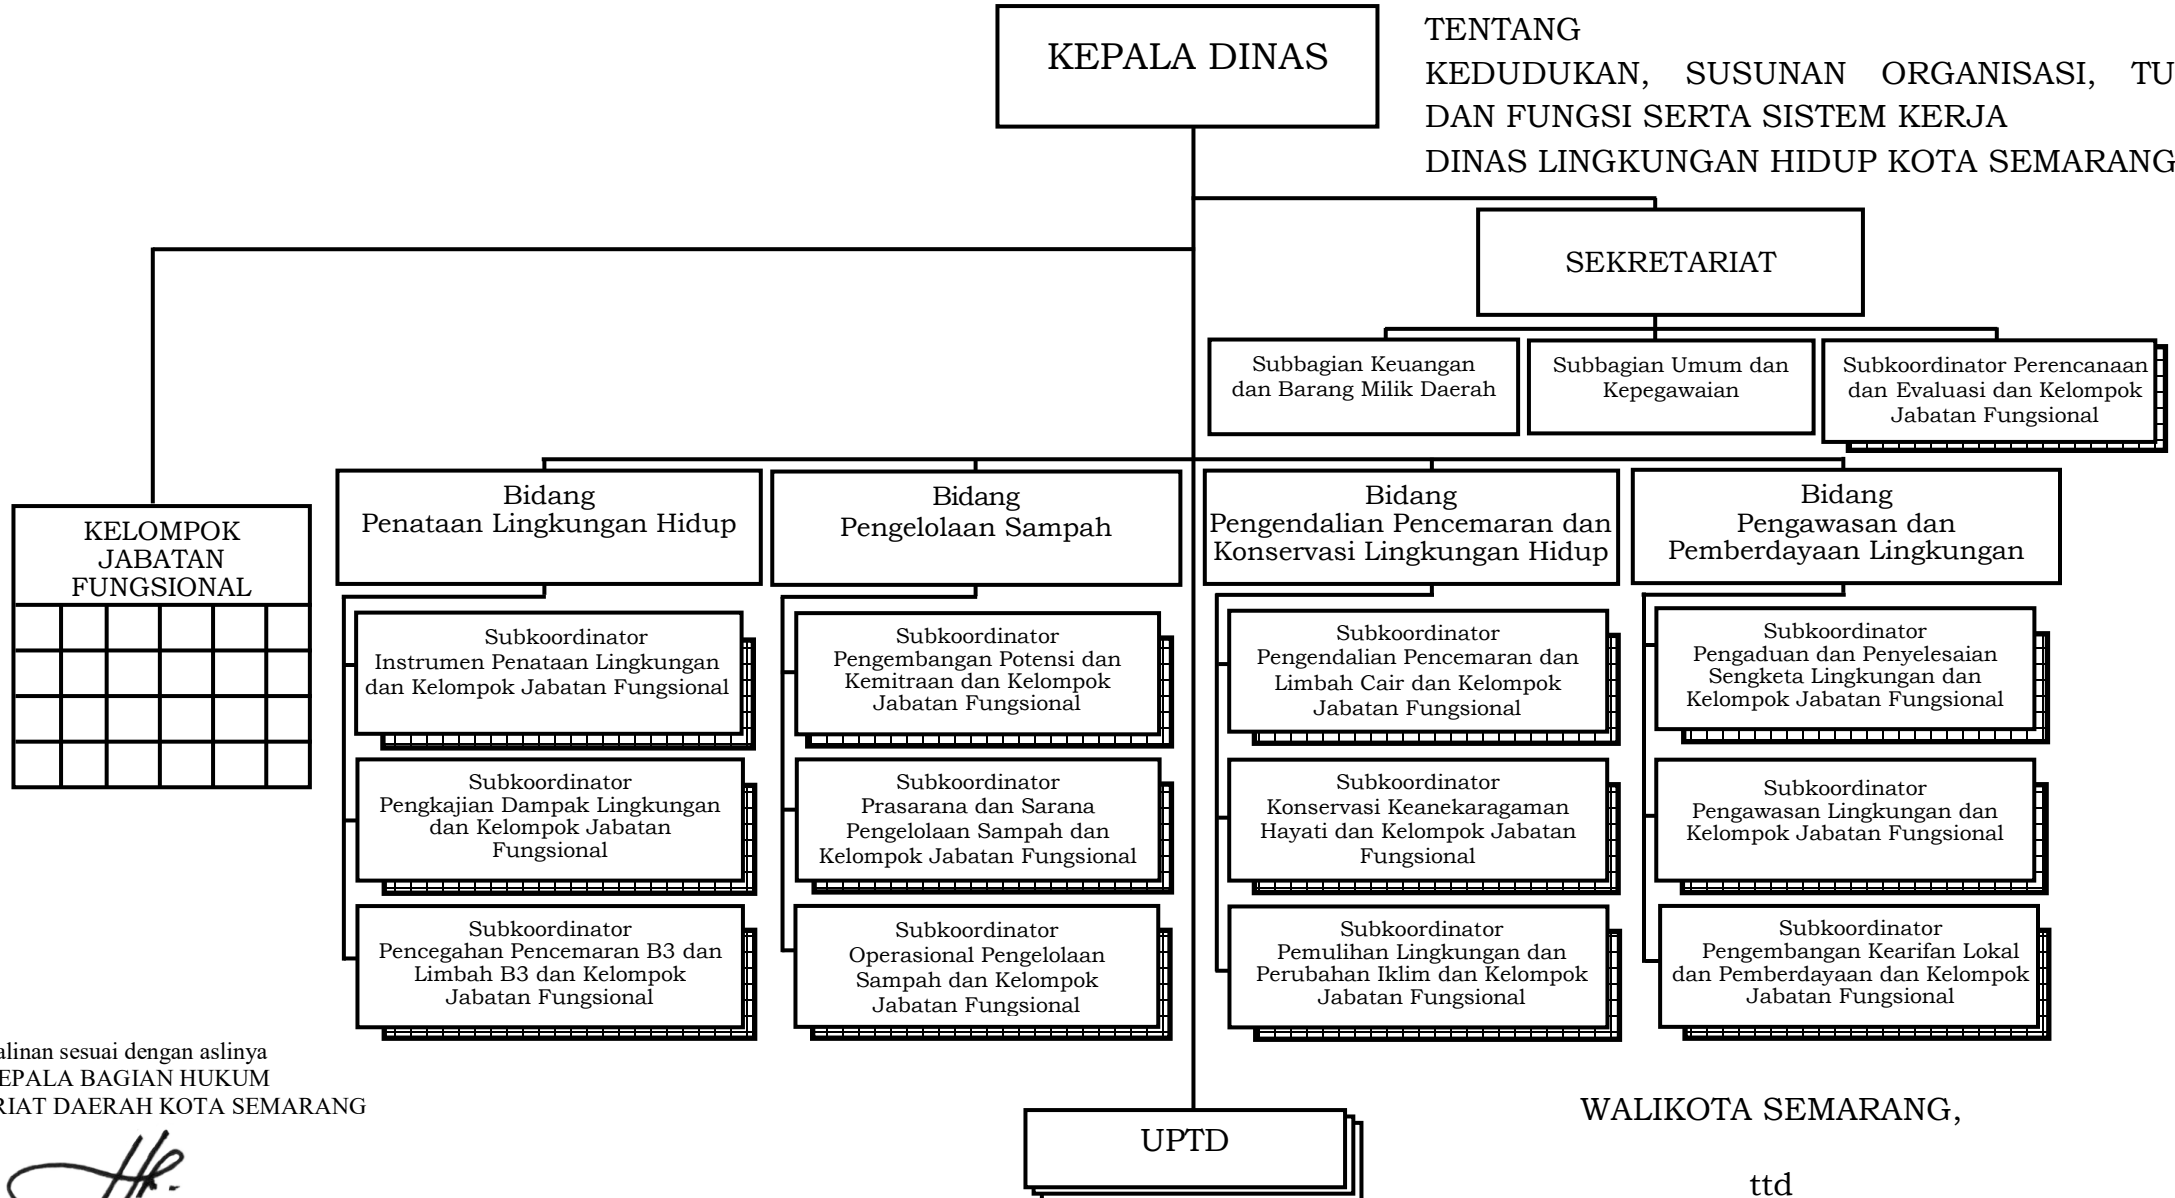 KEPALA DINAS
TENTANG
KEDUDUKAN, SUSUNAN ORGANISASI, TU
DAN FUNGSI SERTA SISTEM KERJA
DINAS LINGKUNGAN HIDUP KOTA SEMARANG
SEKRETARIAT
Subbagian Keuangan
dan Barang Milik Daerah
Subbagian Umum dan
Kepegawaian
Subkoordinator Perencanaan
dan Evaluasi dan Kelompok
Jabatan Fungsional
KELOMPOK
JABATAN
FUNGSIONAL
Bidang
Penataan Lingkungan Hidup
Subkoordinator
Instrumen Penataan Lingkungan
dan Kelompok Jabatan Fungsional
Subkoordinator
Pengkajian Dampak Lingkungan
dan Kelompok Jabatan
Fungsional
Subkoordinator
Pencegahan Pencemaran B3 dan
Limbah B3 dan Kelompok
Jabatan Fungsional
Bidang
Pengelolaan Sampah
Subkoordinator
Pengembangan Potensi dan
Kemitraan dan Kelompok
Jabatan Fungsional
Subkoordinator
Prasarana dan Sarana
Pengelolaan Sampah dan
Kelompok Jabatan Fungsional
Subkoordinator
Operasional Pengelolaan
Sampah dan Kelompok
Jabatan Fungsional
Bidang
Pengendalian Pencemaran dan
Konservasi Lingkungan Hidup
Subkoordinator
Pengendalian Pencemaran dan
Limbah Cair dan Kelompok
Jabatan Fungsional
Subkoordinator
Konservasi Keanekaragaman
Hayati dan Kelompok Jabatan
Fungsional
Subkoordinator
Pemulihan Lingkungan dan
Perubahan Iklim dan Kelompok
Jabatan Fungsional
Bidang
Pengawasan dan
Pemberdayaan Lingkungan
Subkoordinator
Pengaduan dan Penyelesaian
Sengketa Lingkungan dan
Kelompok Jabatan Fungsional
Subkoordinator
Pengawasan Lingkungan dan
Kelompok Jabatan Fungsional
Subkoordinator
Pengembangan Kearifan Lokal
dan Pemberdayaan dan Kelompok
Jabatan Fungsional
alinan sesuai dengan aslinya
EPALA BAGIAN HUKUM
RIAT DAERAH KOTA SEMARANG
UPTD
WALIKOTA SEMARANG,
ttd